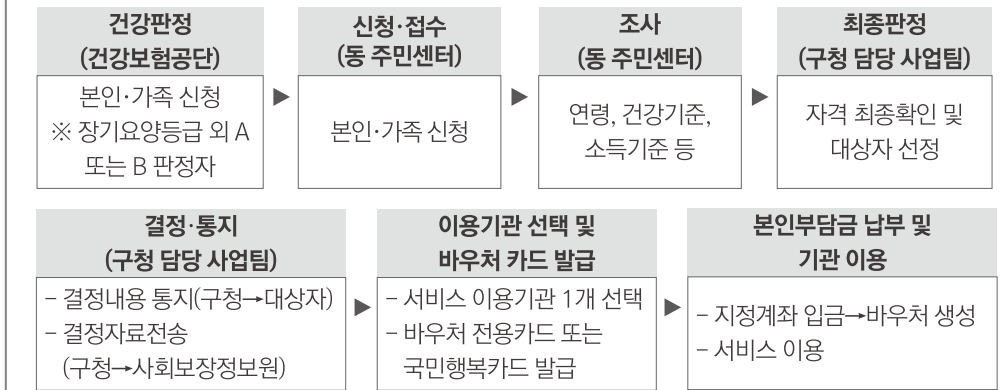 건강판정
(건강보험공단)
본인·가족 신청
※ 장기요양등급 외 A
또는 B 판정자
▶
신청·접수
(동 주민센터)
본인·가족 신청
▶
조사
(동 주민센터)
연령, 건강기준,
소득기준 등
▶
최종판정
(구청 담당 사업팀)
자격 최종확인 및
대상자 선정
결정·통지
(구청 담당 사업팀)
– 결정내용 통지(구청→대상자)
– 결정자료전송
(구청→사회보장정보원)
▶
이용기관 선택 및
바우처 카드 발급
– 서비스 이용기관 1개 선택
– 바우처 전용카드 또는
국민행복카드 발급
▶
본인부담금 납부 및
기관 이용
– 지정계좌 입금→바우처 생성
– 서비스 이용